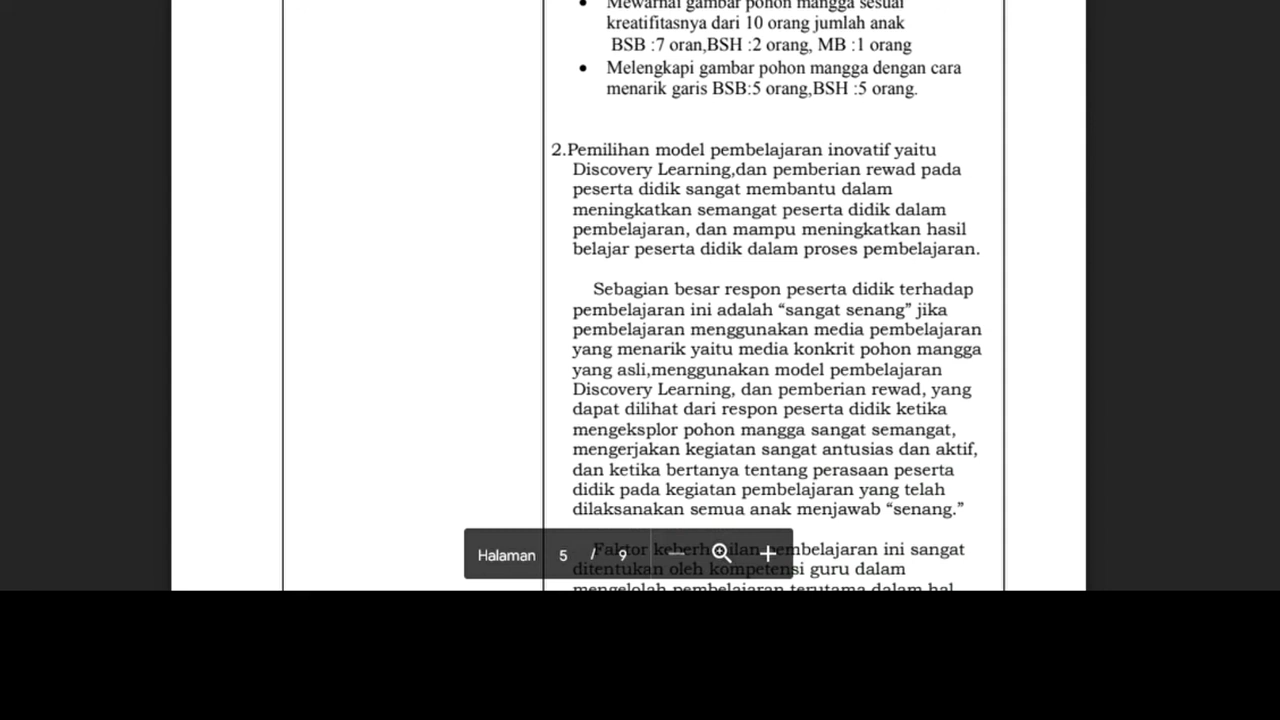 Mewarnai gambar pohon mangga sesuai
kreatifitasnya dari 10 orang jumlah anak
BSB :7 oran,BSH :2 orang, MB :1 orang
Melengkapi gambar pohon mangga dengan cara
menarik garis BSB:5 orang,BSH :5 orang.
2.Pemilihan model pembelajaran inovatif yaitu
Discovery Learning,dan pemberian rewad pada
peserta didik sangat membantu dalam
meningkatkan semangat peserta didik dalam
pembelajaran, dan mampu meningkatkan hasil
belajar peserta didik dalam proses pembelajaran.
Sebagian besar respon peserta didik terhadap
pembelajaran ini adalah “sangat senang” jika
pembelajaran menggunakan media pembelajaran
yang menarik yaitu media konkrit pohon mangga
yang asli,menggunakan model pembelajaran
Discovery Learning, dan pemberian rewad, yang
dapat dilihat dari respon peserta didik ketika
mengeksplor pohon mangga sangat semangat,
mengerjakan kegiatan sangat antusias dan aktif,
dan ketika bertanya tentang perasaan peserta
didik pada kegiatan pembelajaran yang telah
dilaksanakan semua anak menjawab “senang.”
Faktor keberhasilan pembelajaran ini sangat
ditentukan oleh kompetensi guru dalam
mengelolah pembelajaran terutama dalam hal
Halaman 5 / 9